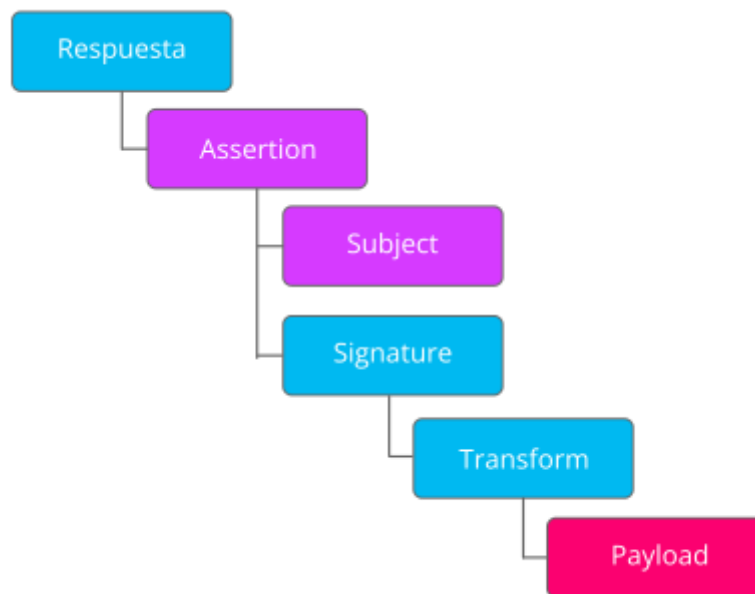 Respuesta
Assertion
Subject
Signature
Transform
Payload